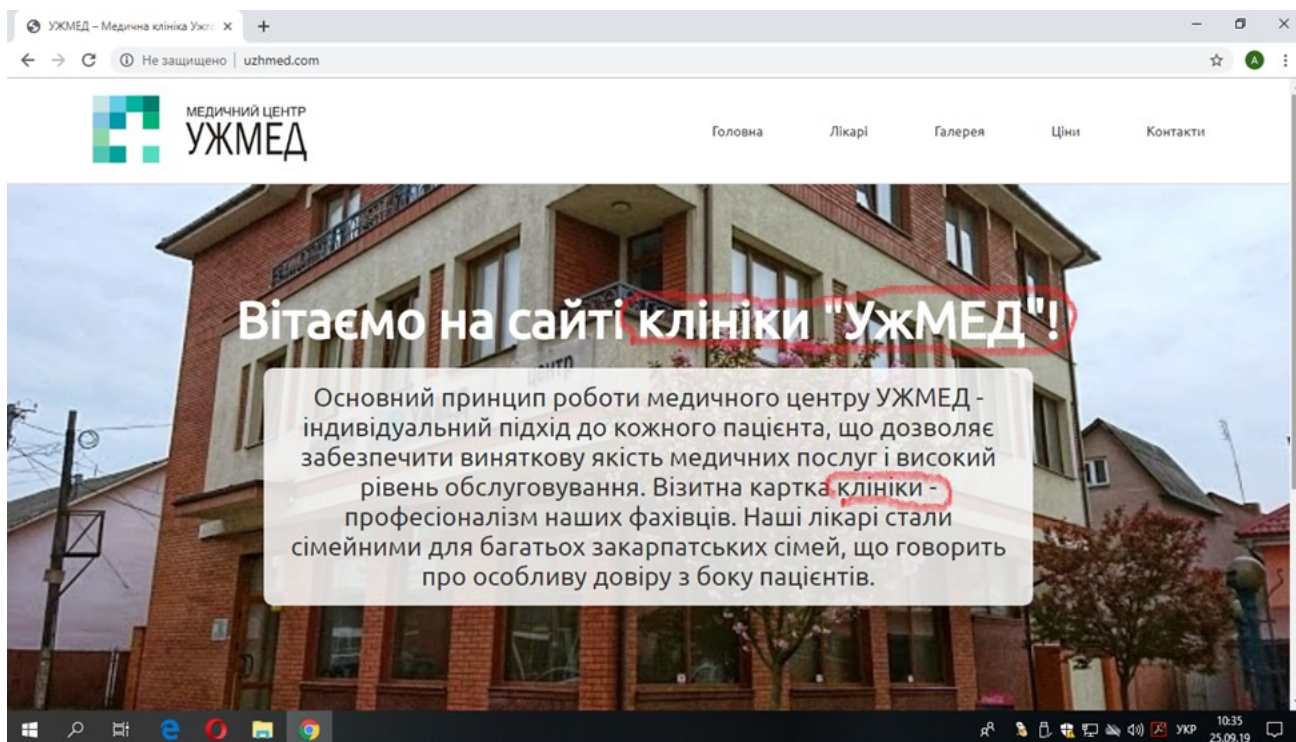 УЖМЕД – Медична клініка Ужг
Не защищено | uzhmed.com
A
МЕДИЧНИЙ ЦЕНТР
УЖМЕД
Головна Лікарі Галерея Ціни Контакти
Вітаємо на сайті клініки "УжМЕД"!
центр
Основний принцип роботи медичного центру УЖМЕД -
індивідуальний підхід до кожного пацієнта, що дозволяє
забезпечити виняткову якість медичних послуг і високий
рівень обслуговування. Візитна картка клініки -
професіоналізм наших фахівців. Наші лікарі стали
сімейними для багатьох закарпатських сімей, що говорить
про особливу довіру з боку пацієнтів.
УКР
10:35
25.09.19